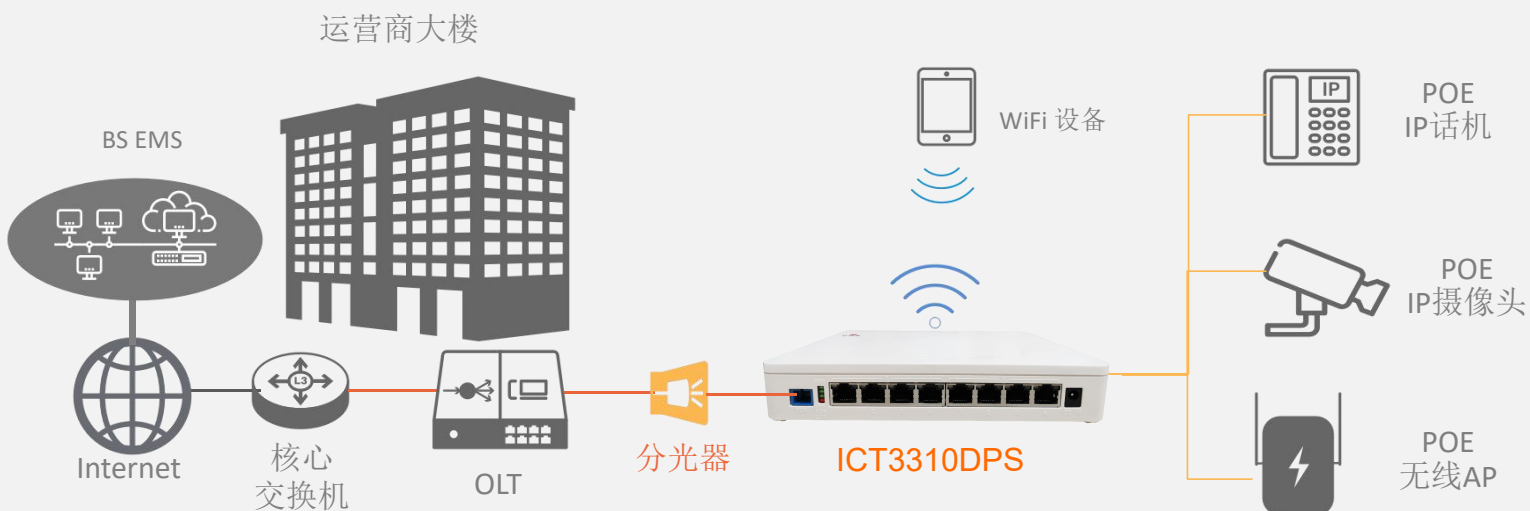 运营商大楼
BS EMS
WiFi 设备
IP
POE
IP话机
POE
IP摄像头
L3
Internet
核心
交换机
OLT
分光器
ICT3310DPS
POE
无线AP